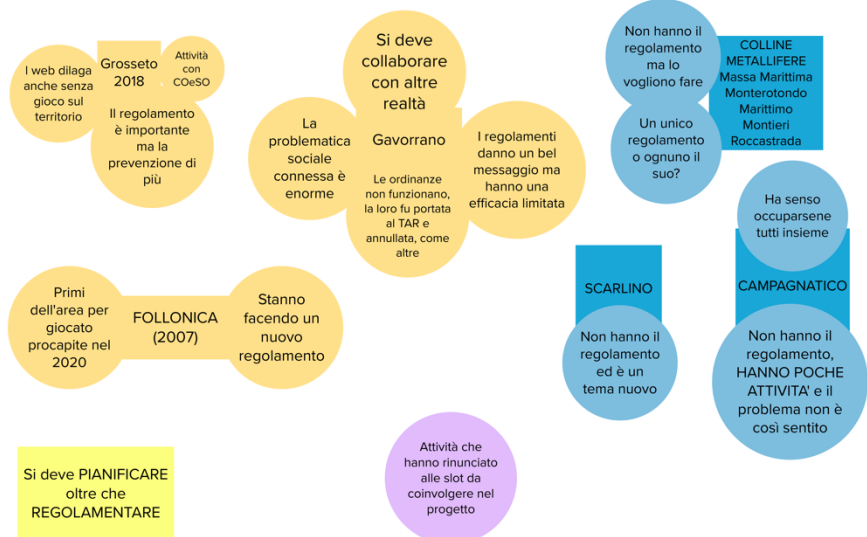 I web dilaga
anche senza
gioco sul
territorio
Grosseto
2018
Attività
con
COeSO
Il regolamento
è importante
ma la
prevenzione di
più
Si deve
collaborare
con altre
realtà
La
problematica
sociale
connessa è
enorme
Gavorrano
Le ordinanze
non funzionano,
la loro fu portata
al TAR e
annullata, come
altre
I regolamenti
danno un bel
messaggio ma
hanno una
efficacia limitata
Non hanno il
regolamento
ma lo
vogliono fare
COLLINE
METALLIFERE
Massa Marittima
Monterotondo
Marittimo
Montieri
Roccastrada
Un unico
regolamento
o ognuno il
suo?
Ha senso
occuparsene
tutti insieme
CAMPAGNATICO
Non hanno il
regolamento,
HANNO POCHE
ATTIVITA' e il
problema non è
così sentito
SCARLINO
Non hanno il
regolamento
ed è un
tema nuovo
Primi
dell'area per
giocato
procapite nel
2020
FOLLONICA
(2007)
Stanno
facendo un
nuovo
regolamento
Si deve PIANIFICARE
oltre che
REGOLAMENTARE
Attività che
hanno rinunciato
alle slot da
coinvolgere nel
progetto